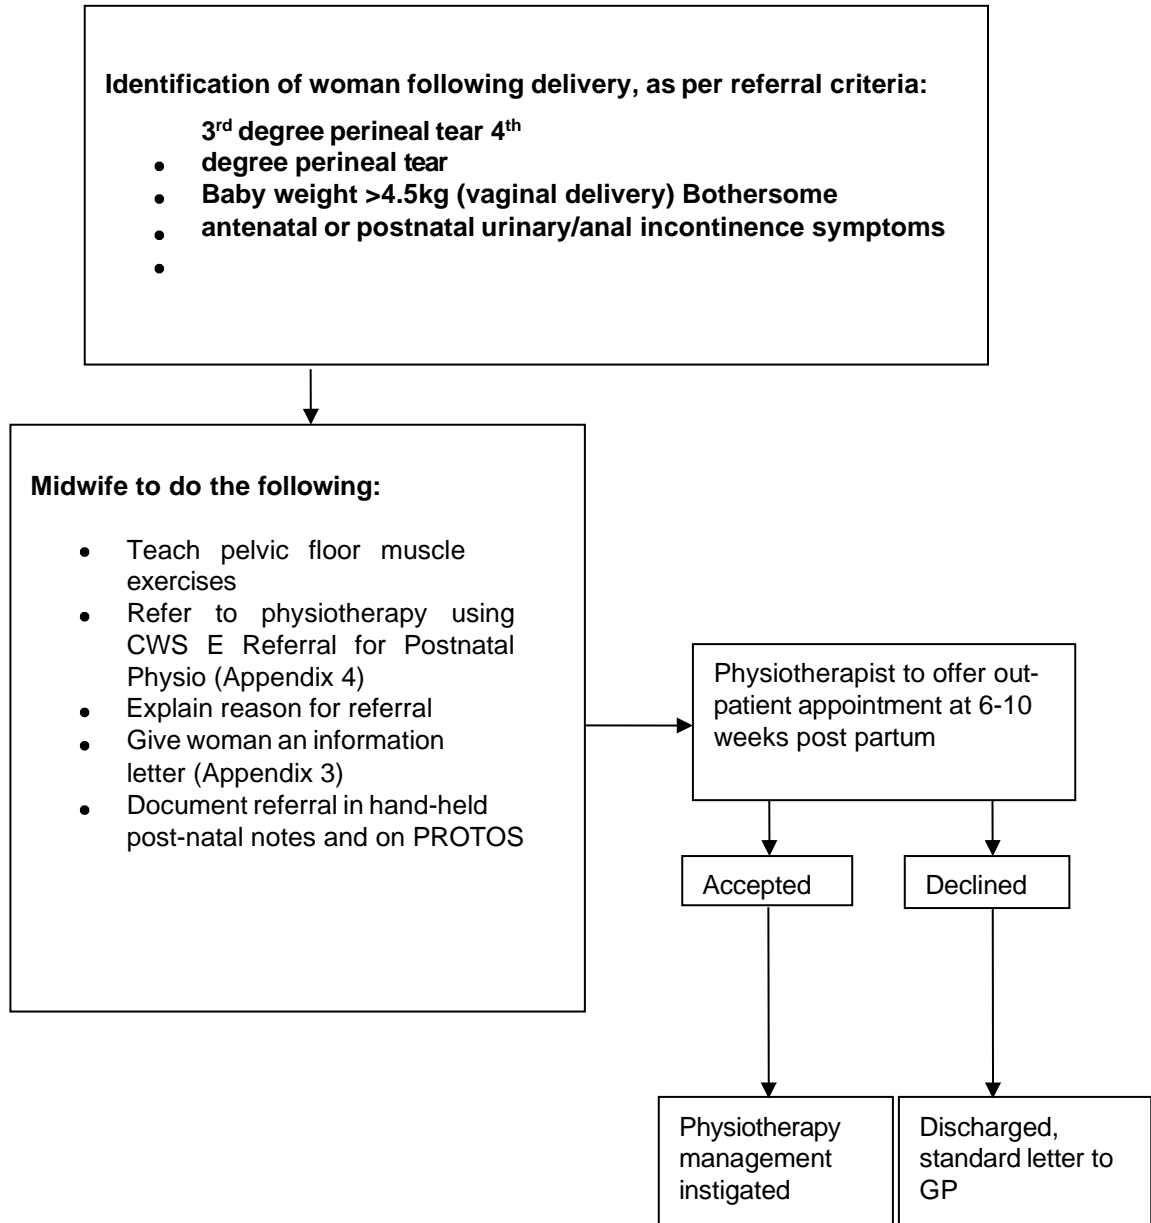 Identification of woman following delivery, as per referral criteria:
3rd degree perineal tear 4th
• degree perineal tear
• Baby weight >4.5kg (vaginal delivery) Bothersome
• antenatal or postnatal urinary/anal incontinence symptoms
•
Midwife to do the following:
• Teach pelvic floor muscle
exercises
• Refer to physiotherapy using
CWS E Referral for Postnatal
Physio (Appendix 4)
• Explain reason for referral
• Give woman an information
letter (Appendix 3)
• Document referral in hand-held
post-natal notes and on PROTOS
Physiotherapist to offer out-
patient appointment at 6-10
weeks post partum
Accepted
Declined
Physiotherapy
management
instigated
Discharged,
standard letter to
GP